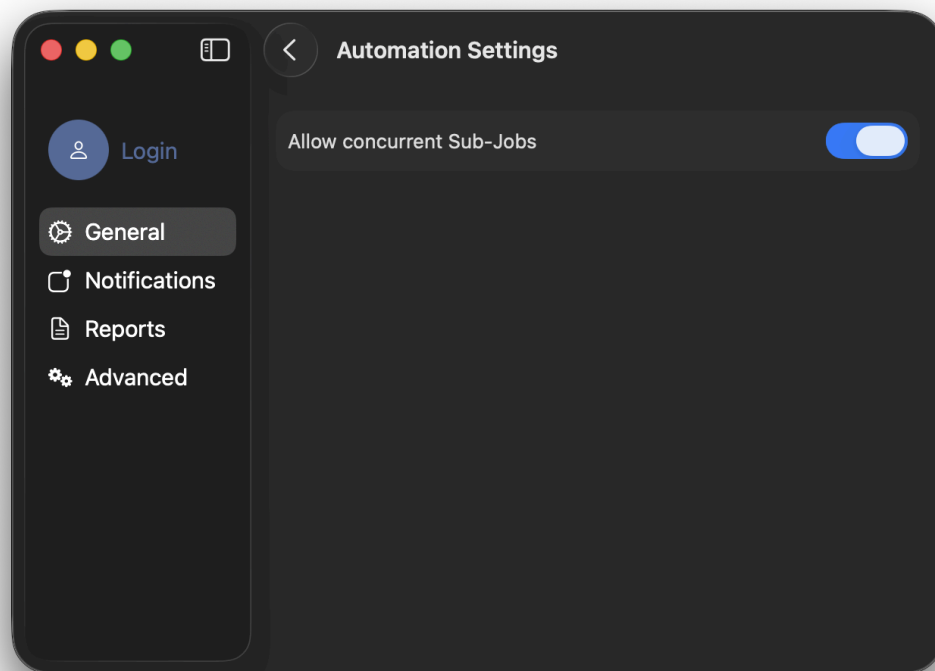 Automation Settings
Login
General
Notifications
Reports
Advanced
Allow concurrent Sub-Jobs